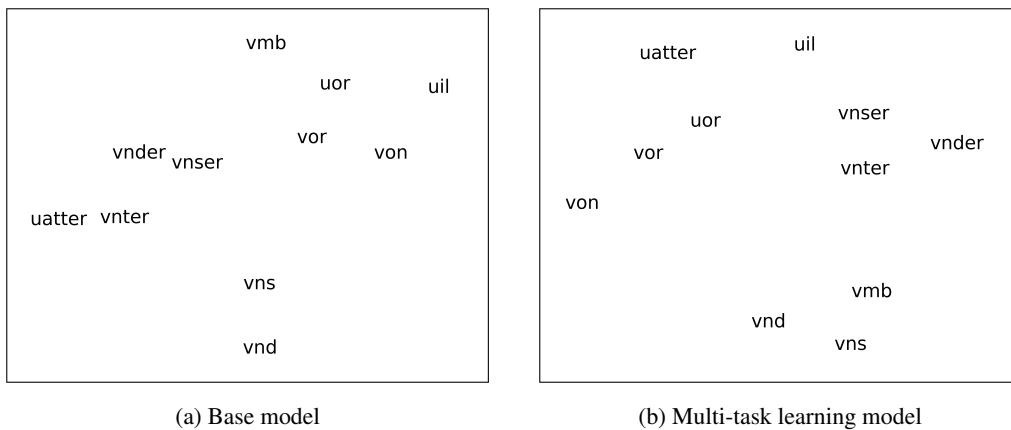 vmb
uor
uil
vor
vnder
vnser
von
uatter
vnter
vns
vnd
(a) Base model
uatter
uil
uor
vnser
vor
vnder
vnter
von
vmb
vnd
vns
(b) Multi-task learning model